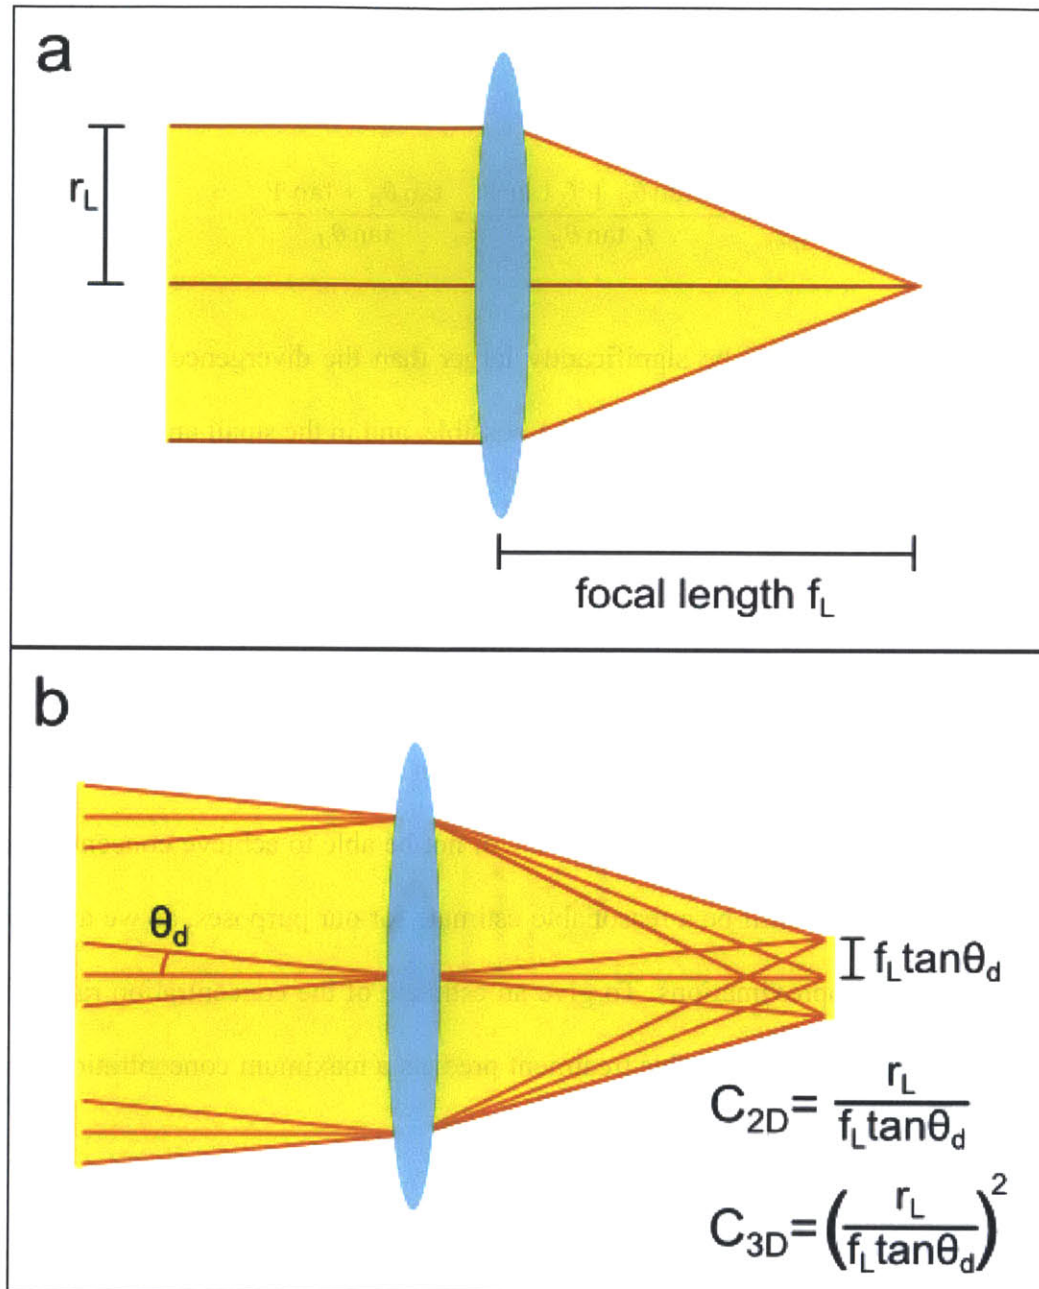 a
r_L
focal length f_L
b
θ_d
f_L tanθ_d
C_2D = r_L / f_L tanθ_d
C_3D = (r_L / f_L tanθ_d)^2